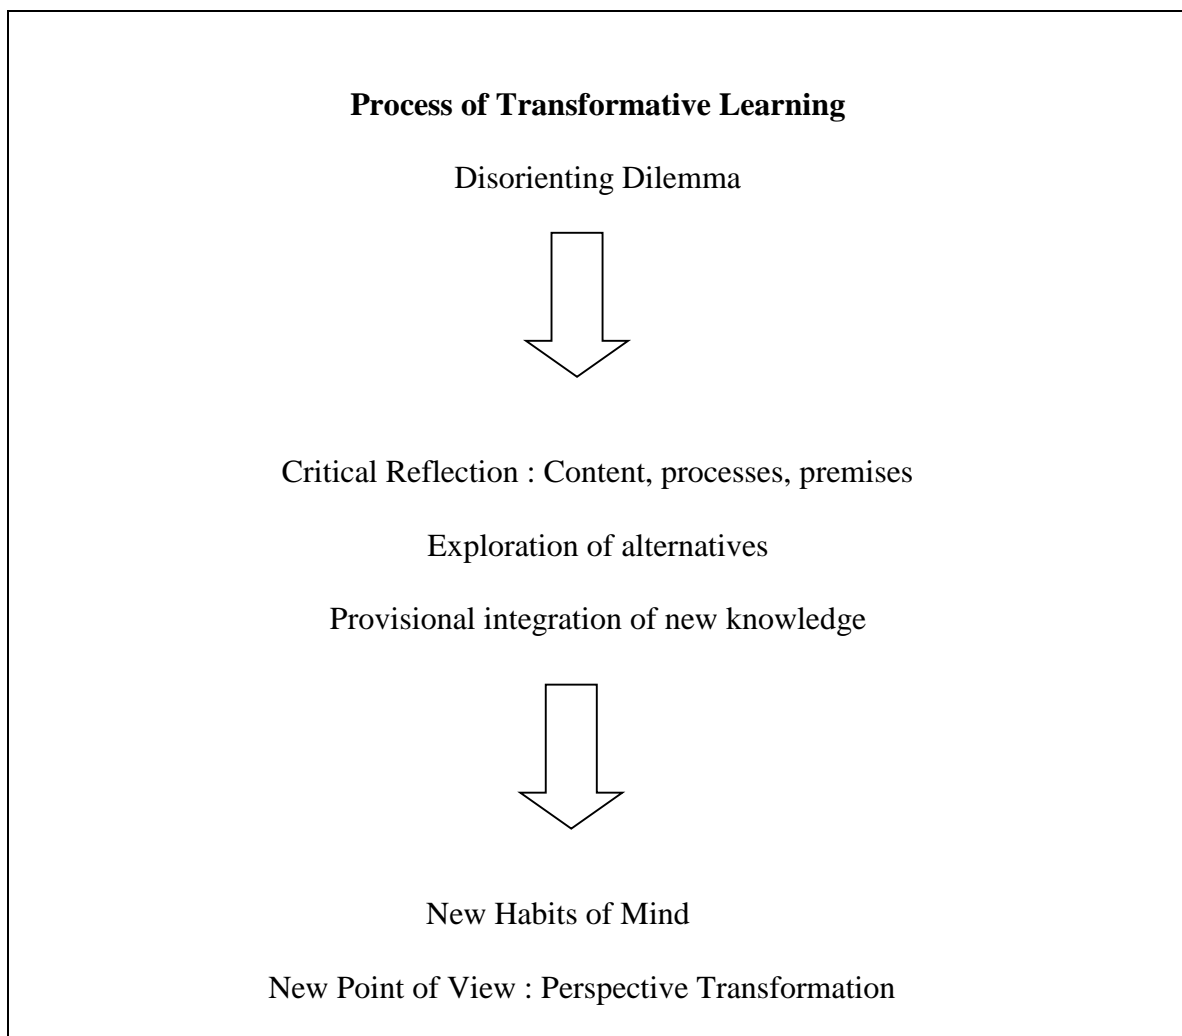 Process of Transformative Learning
Disorienting Dilemma
Critical Reflection : Content, processes, premises
Exploration of alternatives
Provisional integration of new knowledge
New Habits of Mind
New Point of View : Perspective Transformation